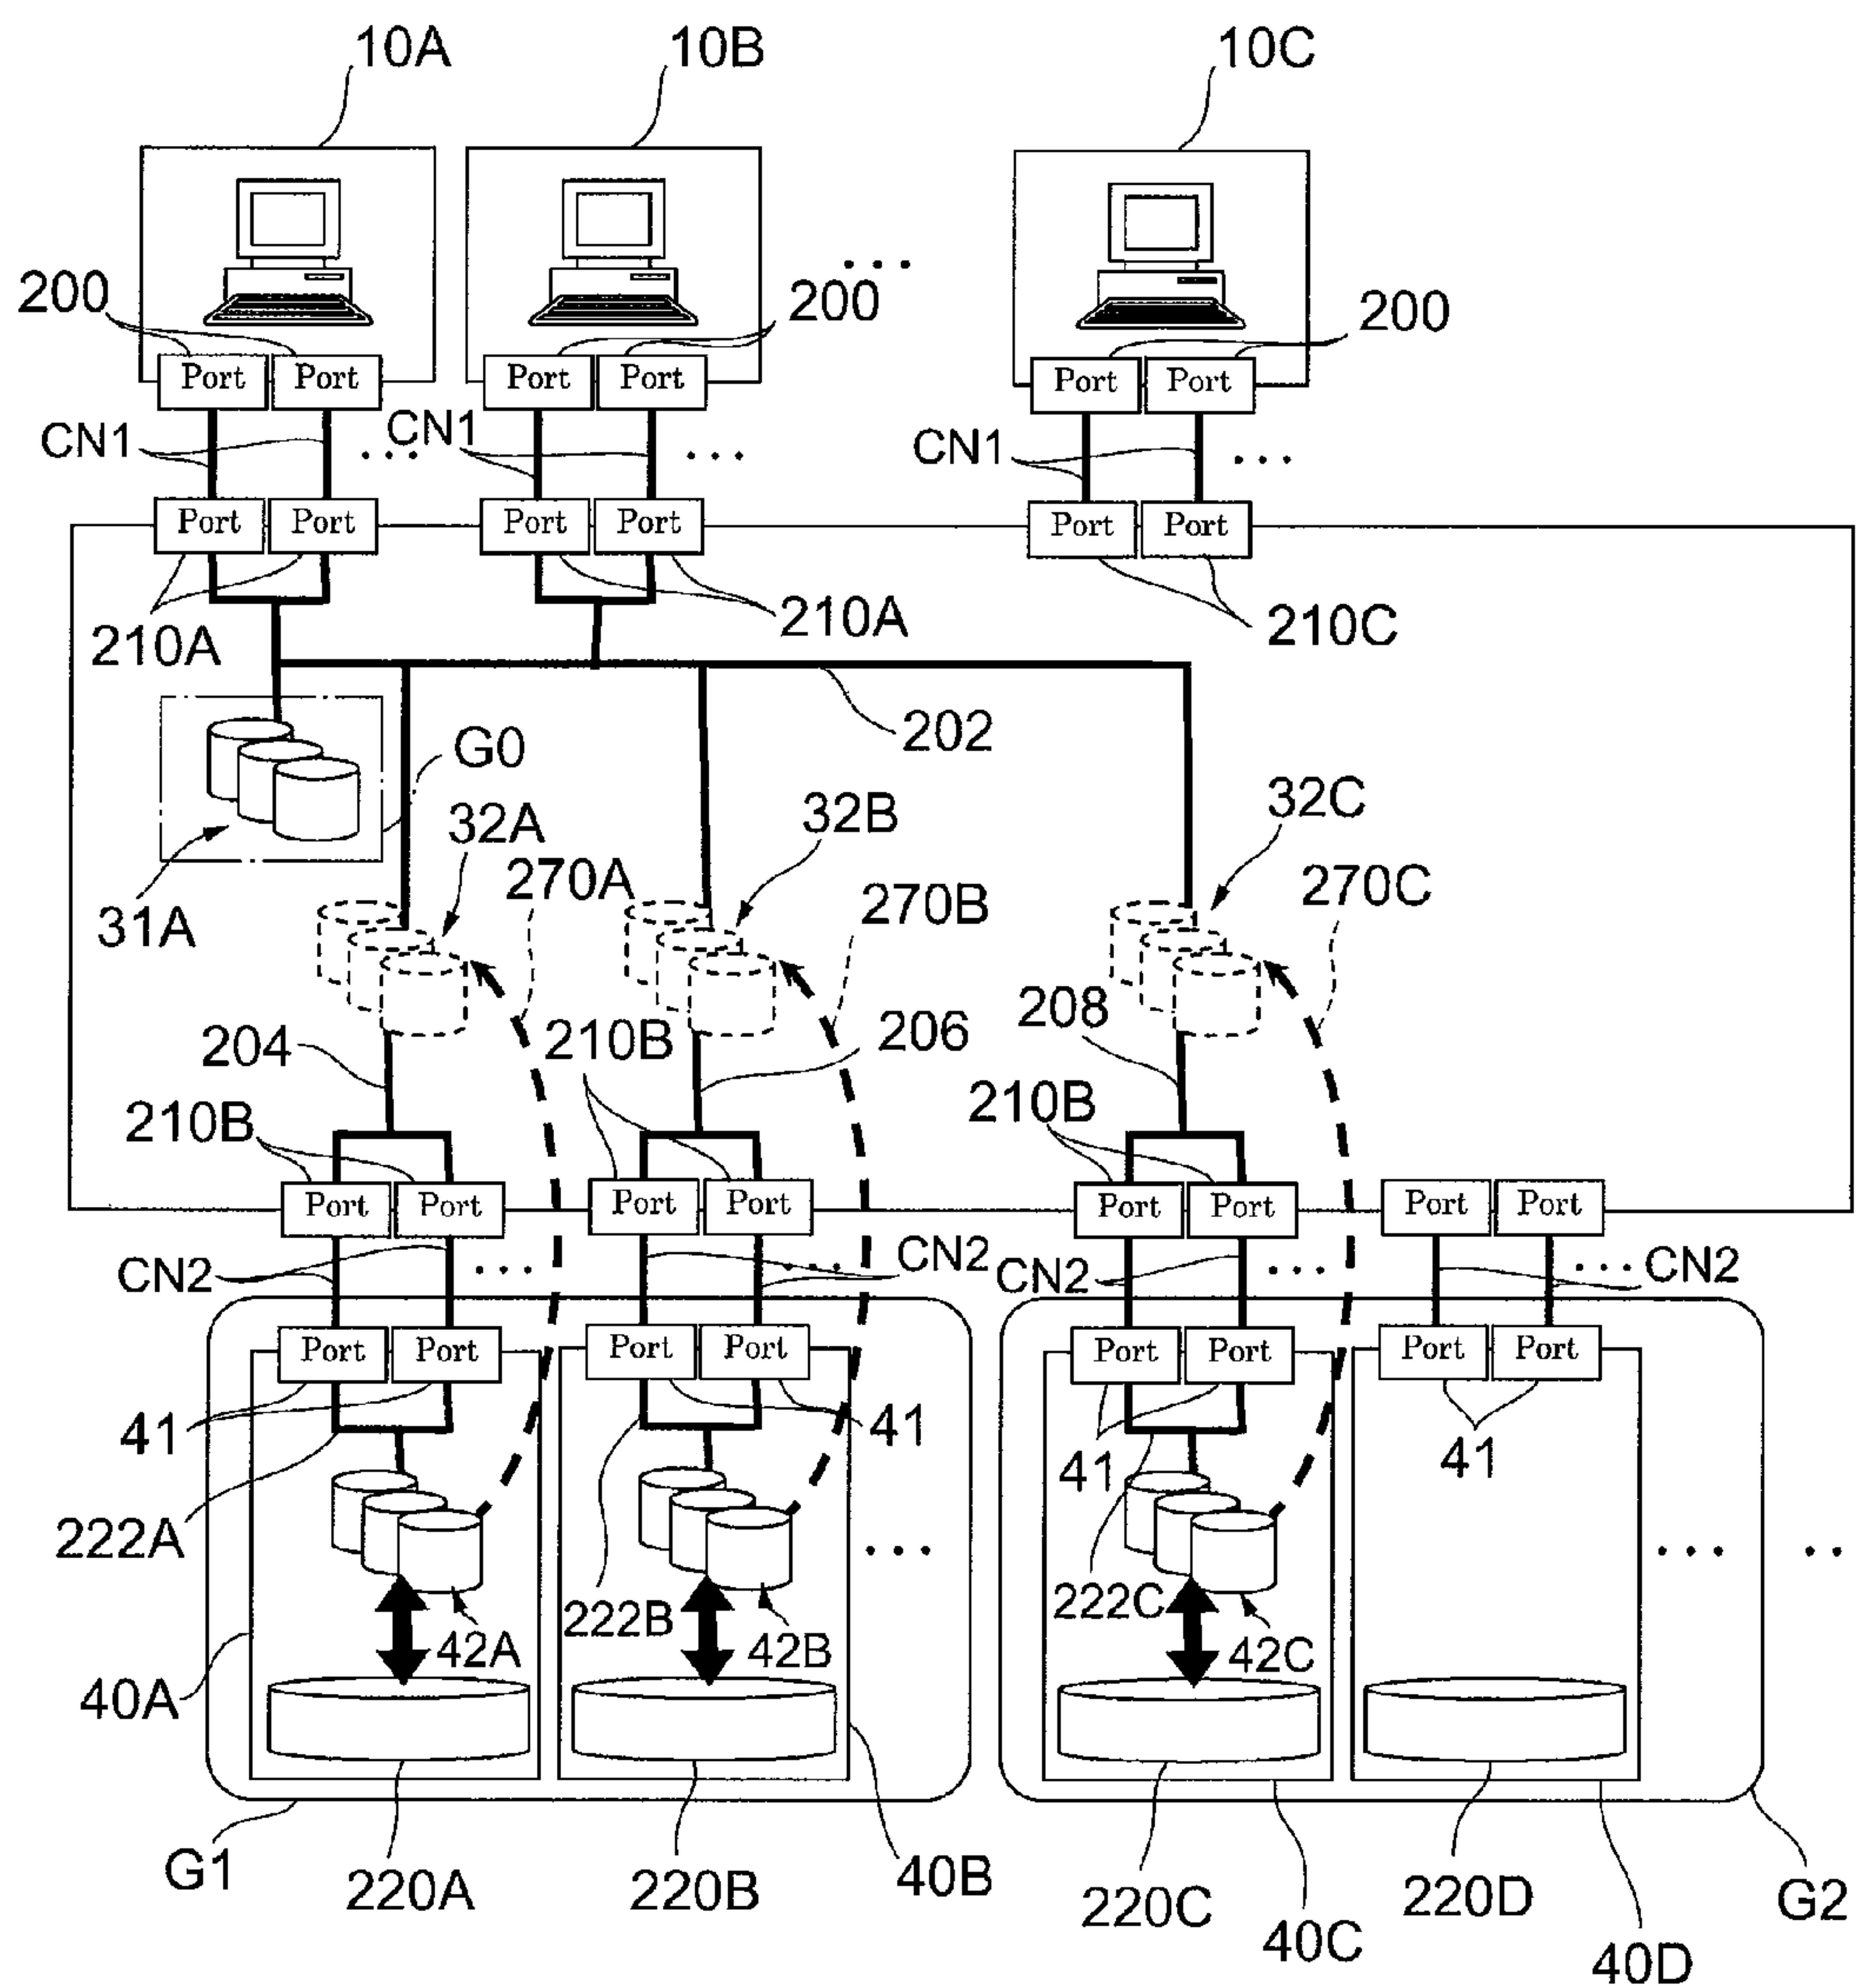 10A 10B 10C
...
200 200 200
Port Port Port Port Port Port
CN1 ... CN1 ... CN1 ...
Port Port Port Port Port Port
210A 210A 210C
202
G0
31A 32A 32B 32C
270A 270B 270C
204 210B 206 208
210B 210B
Port Port Port Port Port Port Port Port
CN2 ... ... CN2 CN2 ... ... CN2
Port Port Port Port Port Port Port Port
41 41 41 41
222A 222B ... 222C ... ..
42A 42B 42C
40A
G1 220A 220B 40B 220C 40C 220D 40D G2